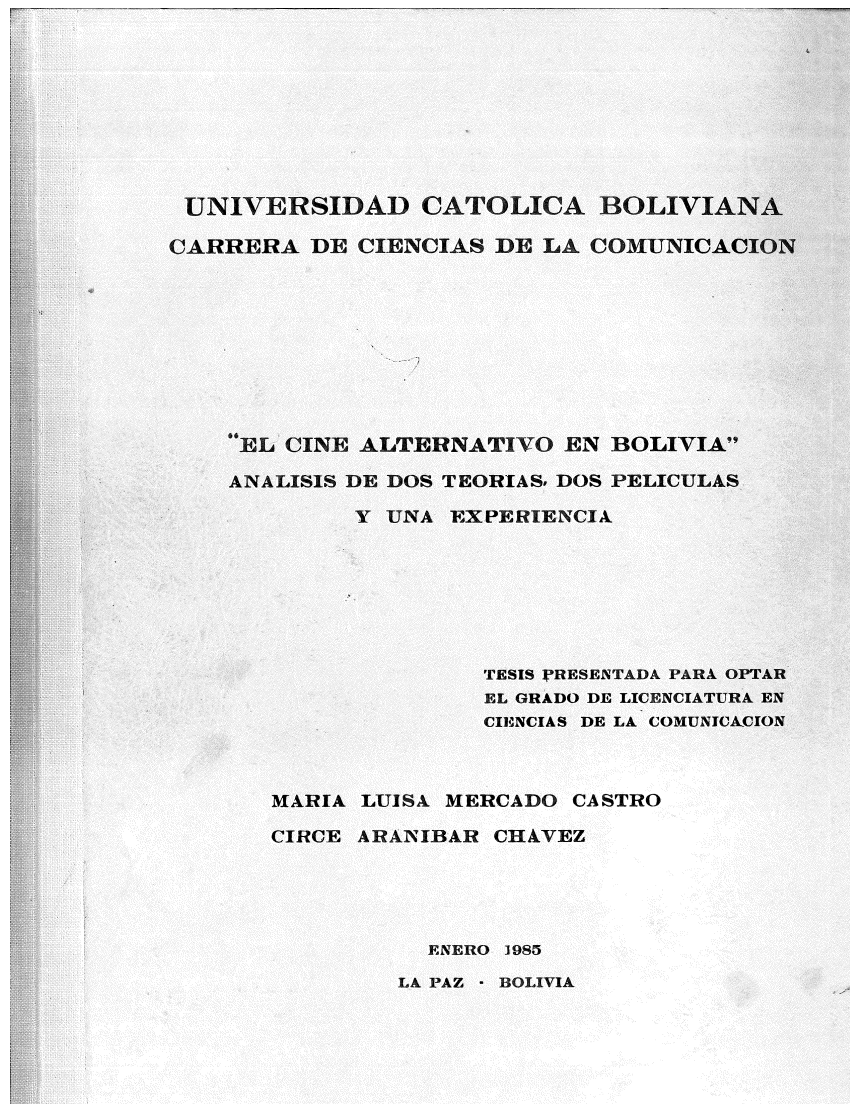 UNIVERSIDAD CATOLICA BOLIVIANA
CARRERA DE CIENCIAS DE LA COMUNICACION
"EL CINE ALTERNATIVO EN BOLIVIA"
ANALISIS DE DOS TEORIAS, DOS PELICULAS
Y UNA EXPERIENCIA
TESIS PRESENTADA PARA OPTAR
EL GRADO DE LICENCIATURA EN
CIENCIAS DE LA COMUNICACION
MARIA LUISA MERCADO CASTRO
CIRCE ARANIBAR CHAVEZ
ENERO 1985
LA PAZ - BOLIVIA